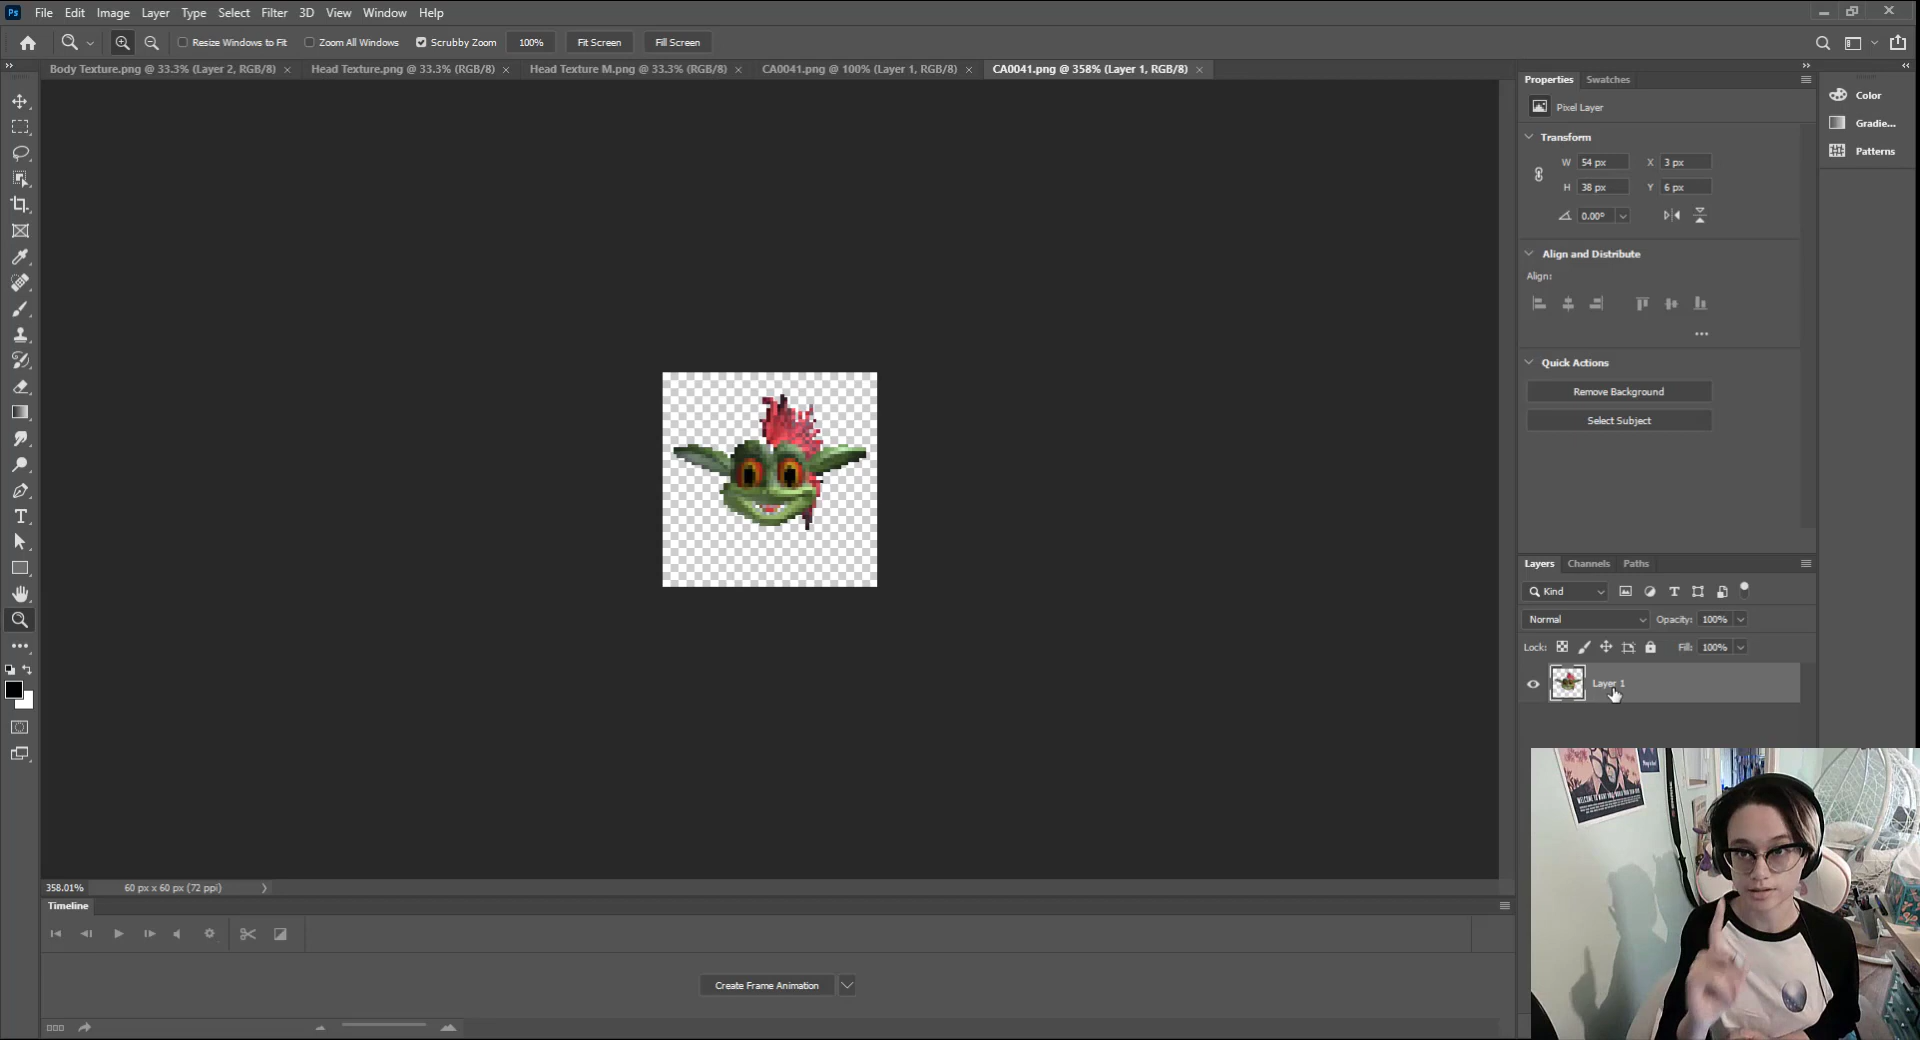 Ps File Edit Image Layer Type Select Filter 3D View Window Help
Resize Windows to Fit Zoom All Windows Scrubby Zoom 100% Fit Screen Fill Screen
Body Texture.png @ 33.3% (Layer 2, RGB/8) × Head Texture.png @ 33.3% (RGB/8) × Head Texture M.png @ 33.3% (RGB/8) × CA0041.png @ 100% (Layer 1, RGB/8) × CA0041.png @ 358% (Layer 1, RGB/8) ×
Properties Swatches
Pixel Layer
Transform
W 54 px X 3 px
H 38 px Y 6 px
0.00°
Align and Distribute
Align:
Quick Actions
Remove Background
Select Subject
Color
Gradie...
Patterns
Layers Channels Paths
Kind
Normal Opacity: 100%
Lock: Fill: 100%
Layer 1
358.01% 60 px x 60 px (72 ppi)
Timeline
Create Frame Animation